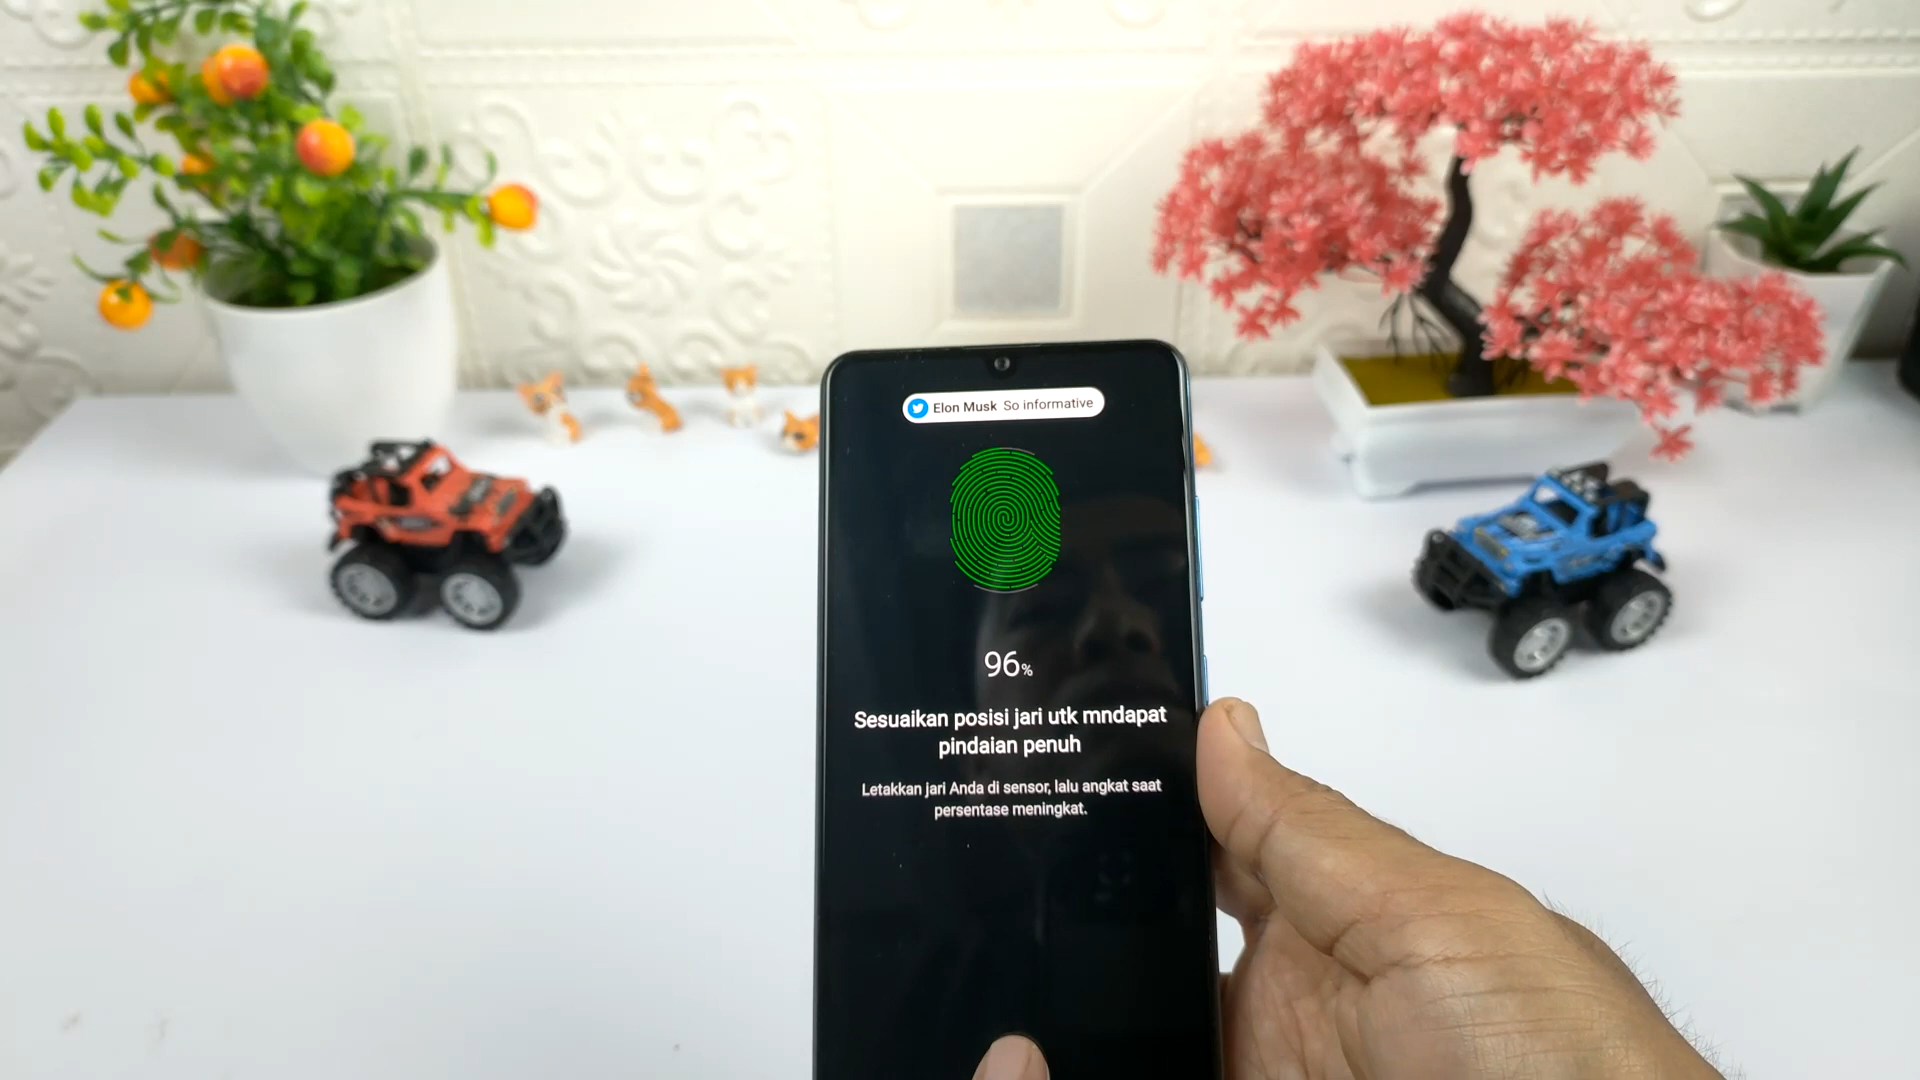 Elon Musk So informative
96%
Sesuaikan posisi jari utk mndapat
pindaian penuh
Letakkan jari Anda di sensor, lalu angkat saat
persentase meningkat.